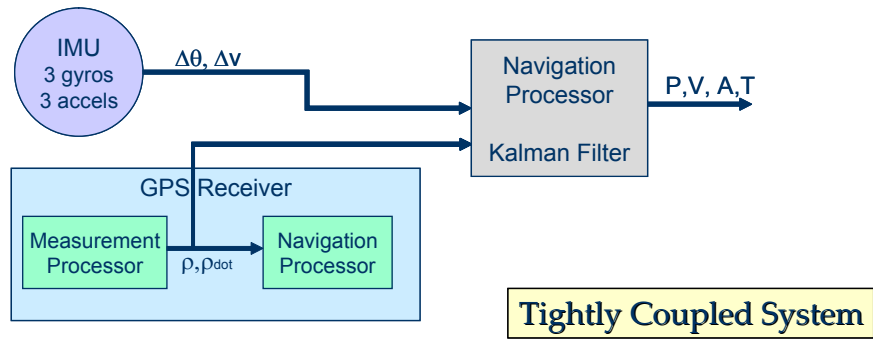 IMU
3 gyros
3 accels
Δθ, Δv
Navigation
Processor
Kalman Filter
P,V, A,T
GPS Receiver
Measurement
Processor
ρ,ρdot
Navigation
Processor
Tightly Coupled System